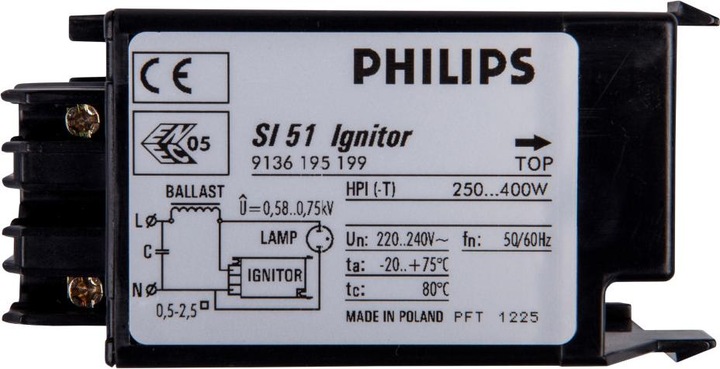 CE
PHILIPS
ENEC 05
SI 51 Ignitor
9136 195 199
TOP
HPI (-T) 250...400W
BALLAST
Û=0,58..0,75kV
L
LAMP
C
IGNITOR
N
0,5-2,5
Un: 220..240V~ fn: 50/60Hz
ta: -20..+75°C
tc: 80°C
MADE IN POLAND PFT 1225